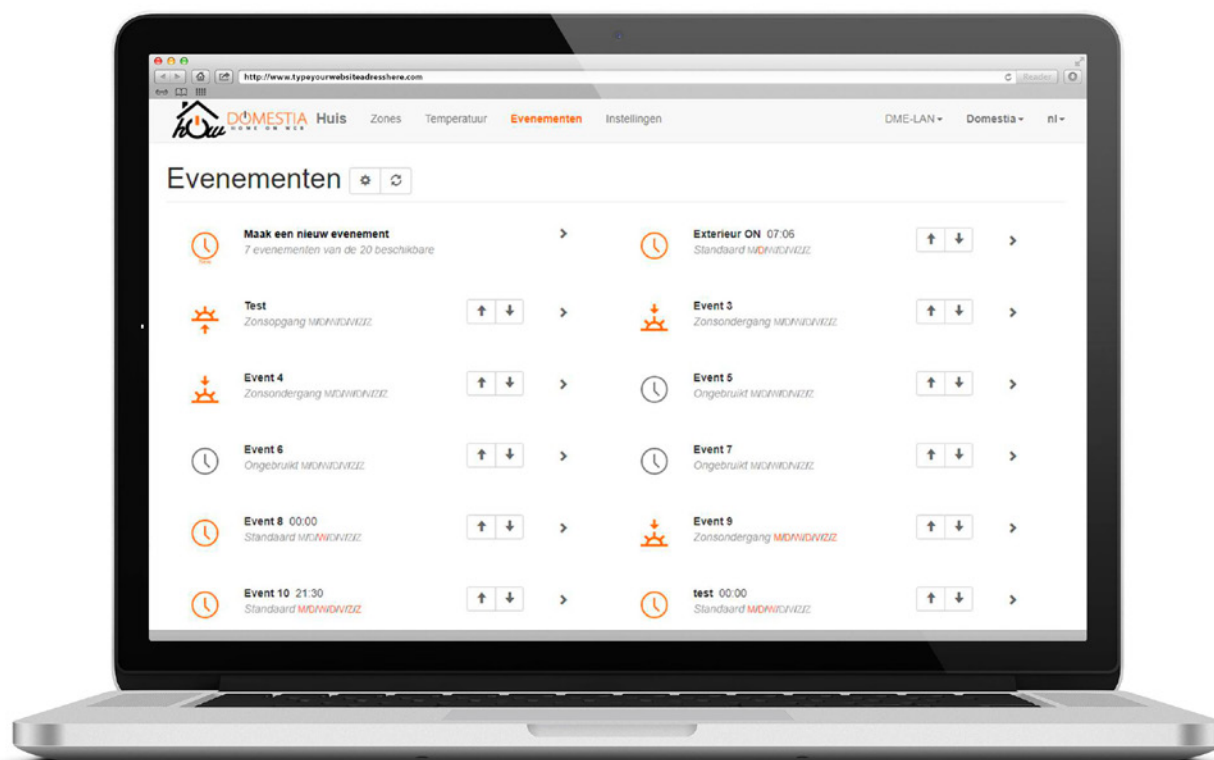 http://www.typeyourwebsiteadresshere.com
Reader
how DOMESTIA Huis Zones Temperatuur Evenementen Instellingen DME-LAN Domestia nl
HOME ON WEB
Evenementen
Maak een nieuw evenement
7 evenementen van de 20 beschikbare
Exterieur ON 07:06
Standaard M/D/W/D/V/Z/Z
Test
Zonsopgang M/D/W/D/V/Z/Z
Event 3
Zonsondergang M/D/W/D/V/Z/Z
Event 4
Zonsondergang M/D/W/D/V/Z/Z
Event 5
Ongebruikt M/D/W/D/V/Z/Z
Event 6
Ongebruikt M/D/W/D/V/Z/Z
Event 7
Ongebruikt M/D/W/D/V/Z/Z
Event 8 00:00
Standaard M/D/W/D/V/Z/Z
Event 9
Zonsondergang M/D/W/D/V/Z/Z
Event 10 21:30
Standaard M/D/W/D/V/Z/Z
test 00:00
Standaard M/D/W/D/V/Z/Z